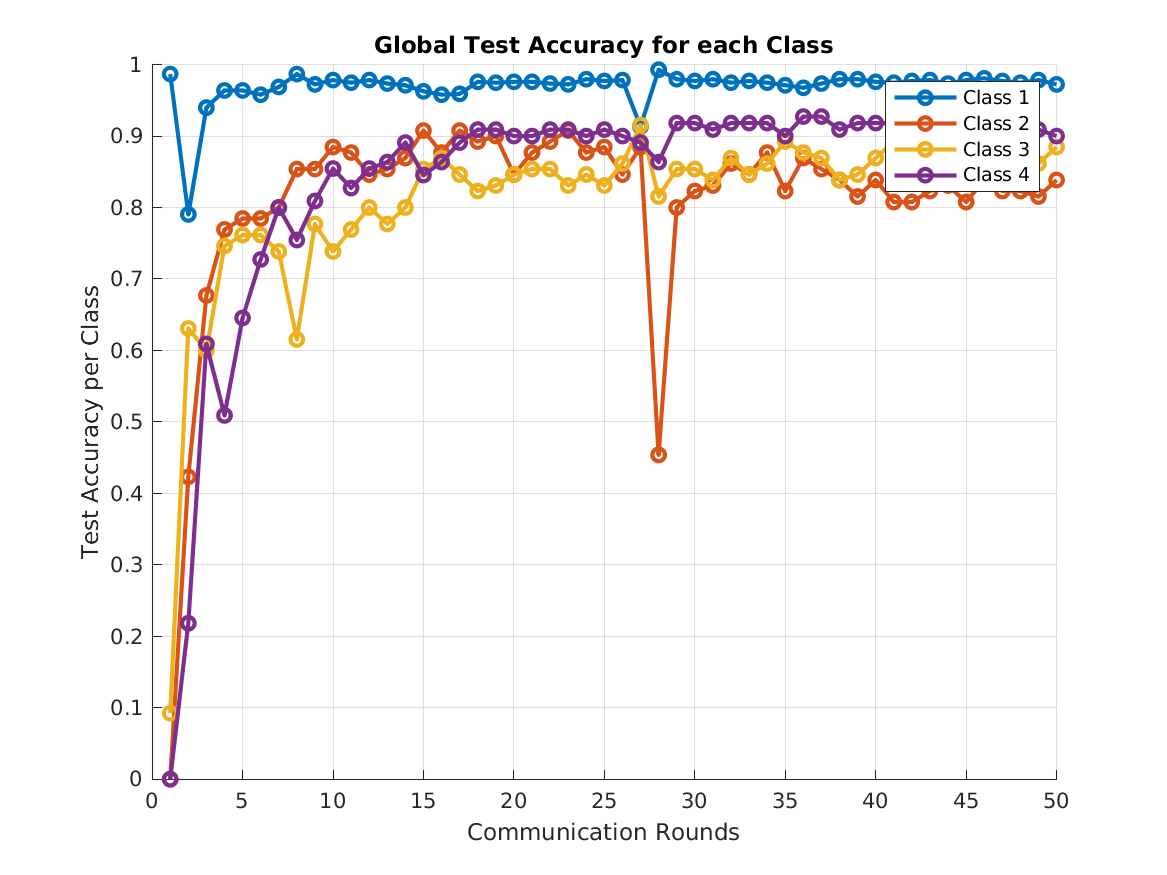 Global Test Accuracy for each Class
1
0.9
0.8
0.7
0.6
0.5
0.4
0.3
0.2
0.1
0
Test Accuracy per Class
Class 1
Class 2
Class 3
Class 4
0 5 10 15 20 25 30 35 40 45 50
Communication Rounds